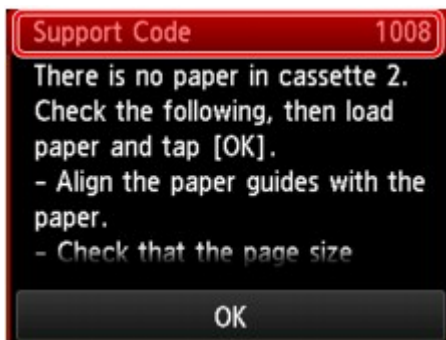 Support Code 1008
There is no paper in cassette 2.
Check the following, then load
paper and tap [OK].
– Align the paper guides with the
paper.
– Check that the page size
OK